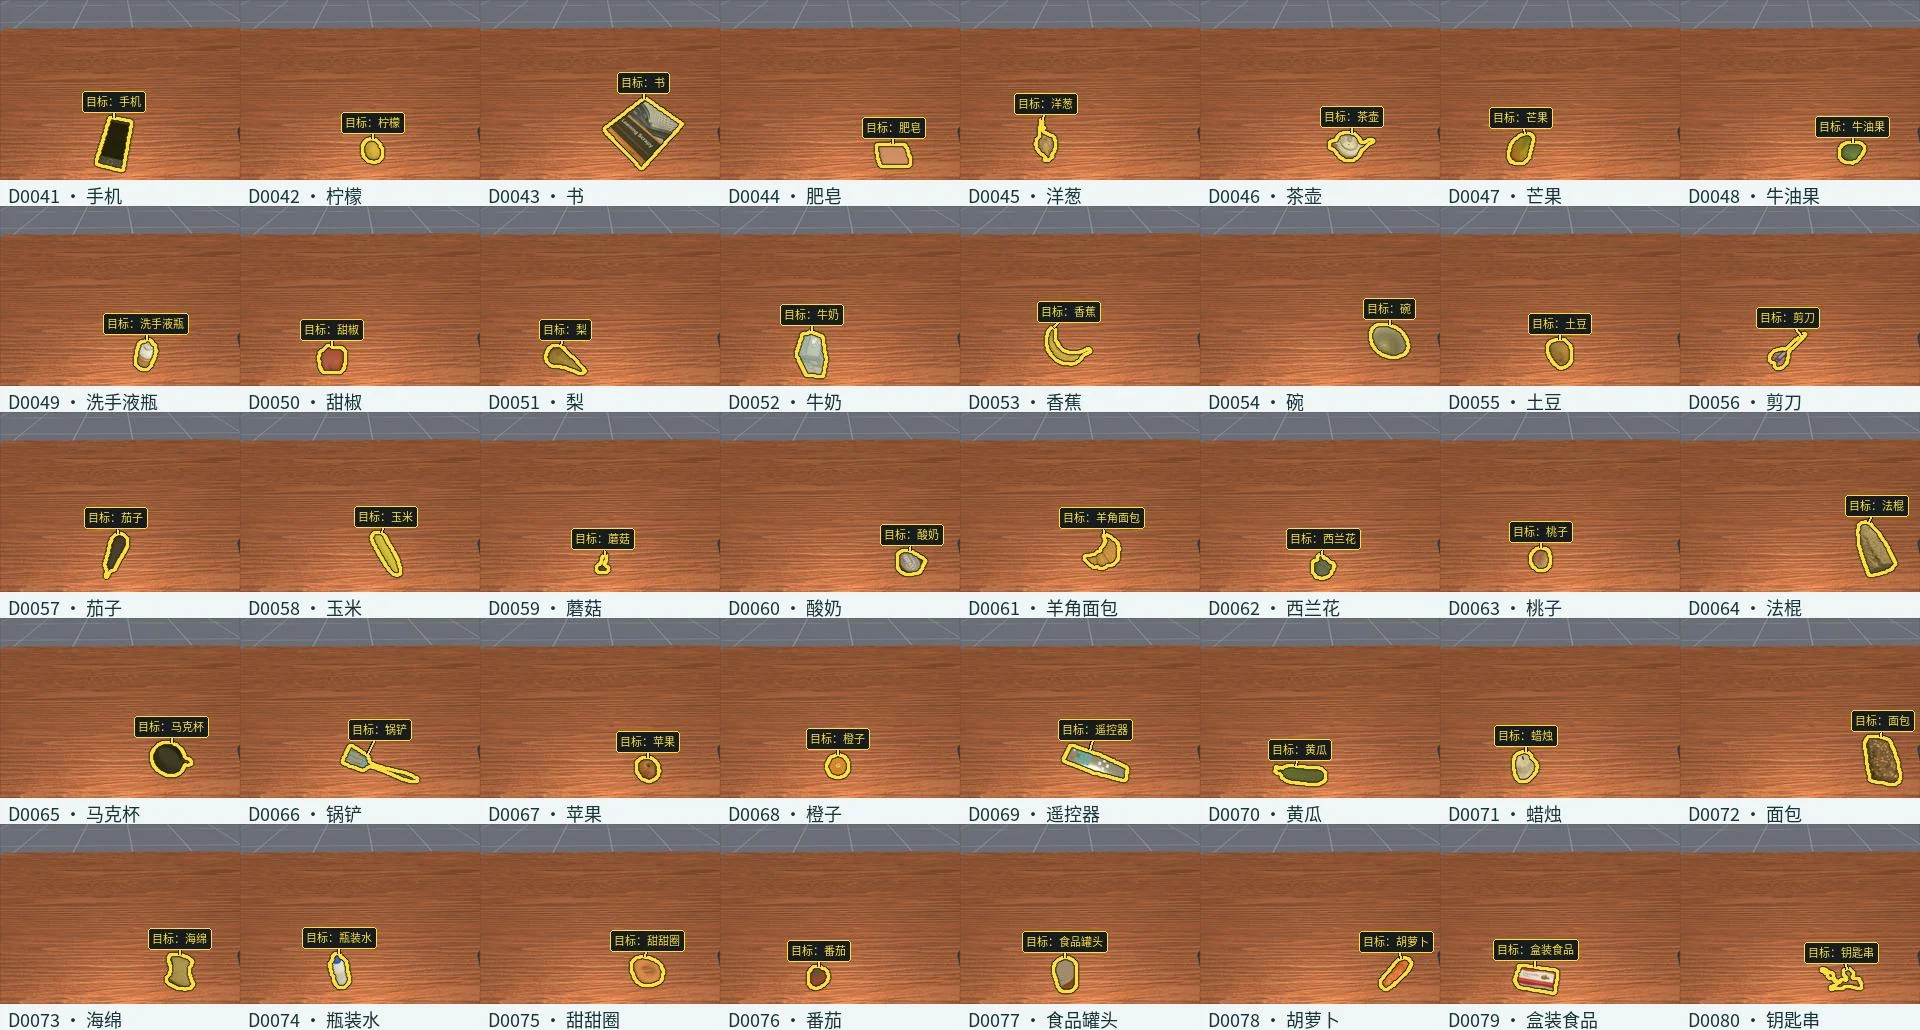 目标: 手机
目标: 柠檬
目标: 书
目标: 肥皂
目标: 洋葱
目标: 茶壶
目标: 芒果
目标: 牛油果
D0041 · 手机
D0042 · 柠檬
D0043 · 书
D0044 · 肥皂
D0045 · 洋葱
D0046 · 茶壶
D0047 · 芒果
D0048 · 牛油果
目标: 洗手液瓶
目标: 甜椒
目标: 梨
目标: 牛奶
目标: 香蕉
目标: 碗
目标: 土豆
目标: 剪刀
D0049 · 洗手液瓶
D0050 · 甜椒
D0051 · 梨
D0052 · 牛奶
D0053 · 香蕉
D0054 · 碗
D0055 · 土豆
D0056 · 剪刀
目标: 茄子
目标: 玉米
目标: 蘑菇
目标: 酸奶
目标: 羊角面包
目标: 西兰花
目标: 桃子
目标: 法棍
D0057 · 茄子
D0058 · 玉米
D0059 · 蘑菇
D0060 · 酸奶
D0061 · 羊角面包
D0062 · 西兰花
D0063 · 桃子
D0064 · 法棍
目标: 马克杯
目标: 锅铲
目标: 苹果
目标: 橙子
目标: 遥控器
目标: 黄瓜
目标: 蜡烛
目标: 面包
D0065 · 马克杯
D0066 · 锅铲
D0067 · 苹果
D0068 · 橙子
D0069 · 遥控器
D0070 · 黄瓜
D0071 · 蜡烛
D0072 · 面包
目标: 海绵
目标: 瓶装水
目标: 甜甜圈
目标: 番茄
目标: 食品罐头
目标: 胡萝卜
目标: 盒装食品
目标: 钥匙串
D0073 · 海绵
D0074 · 瓶装水
D0075 · 甜甜圈
D0076 · 番茄
D0077 · 食品罐头
D0078 · 胡萝卜
D0079 · 盒装食品
D0080 · 钥匙串